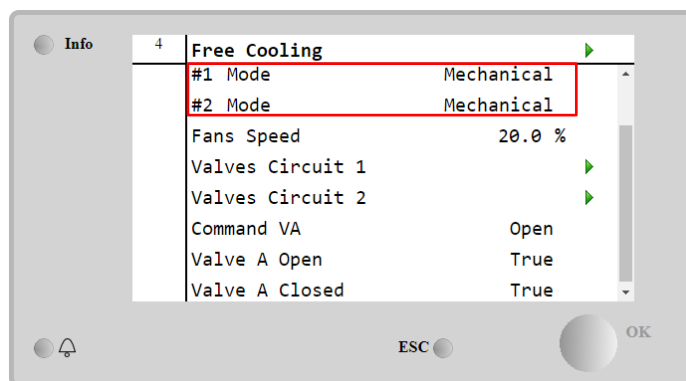 Info
4 Free Cooling
#1 Mode Mechanical
#2 Mode Mechanical
Fans Speed 20.0 %
Valves Circuit 1
Valves Circuit 2
Command VA Open
Valve A Open True
Valve A Closed True
ESC
OK